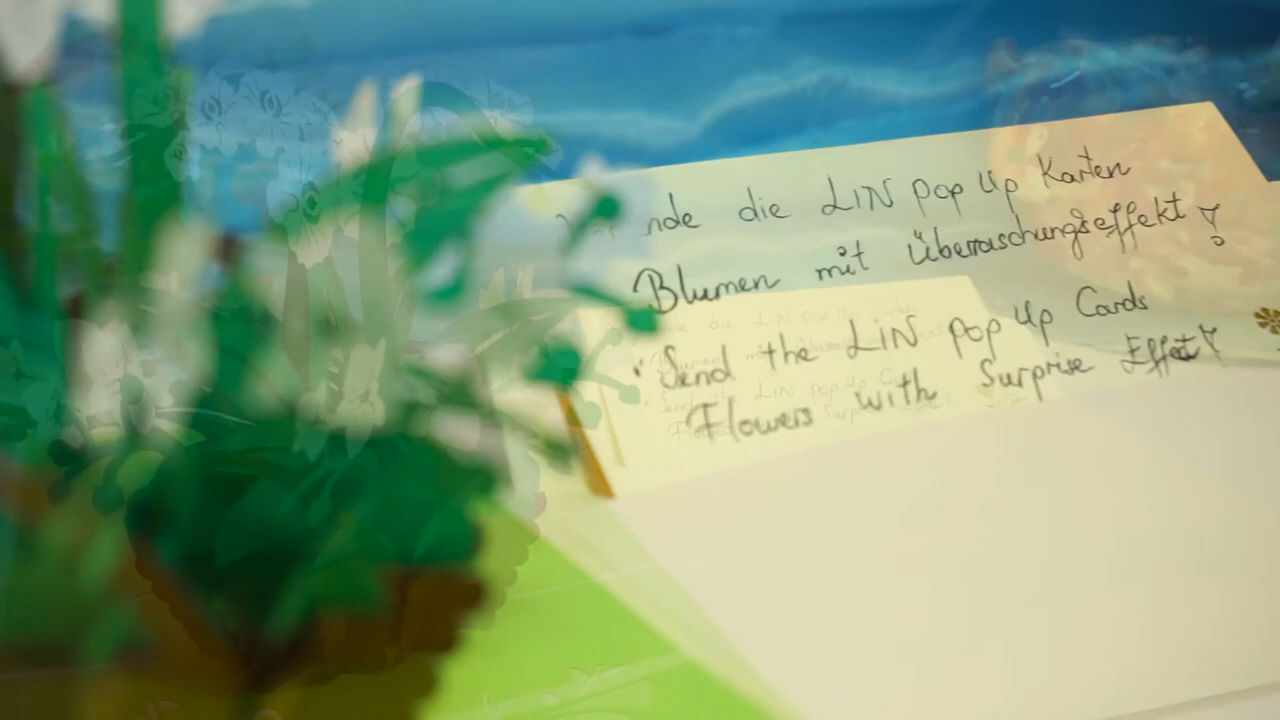 nde die LiN pop Up Karten
Blumen mit Überraschungseffekt!
Send the LiN pop Up Cards
Flowers with Surprise Effect!